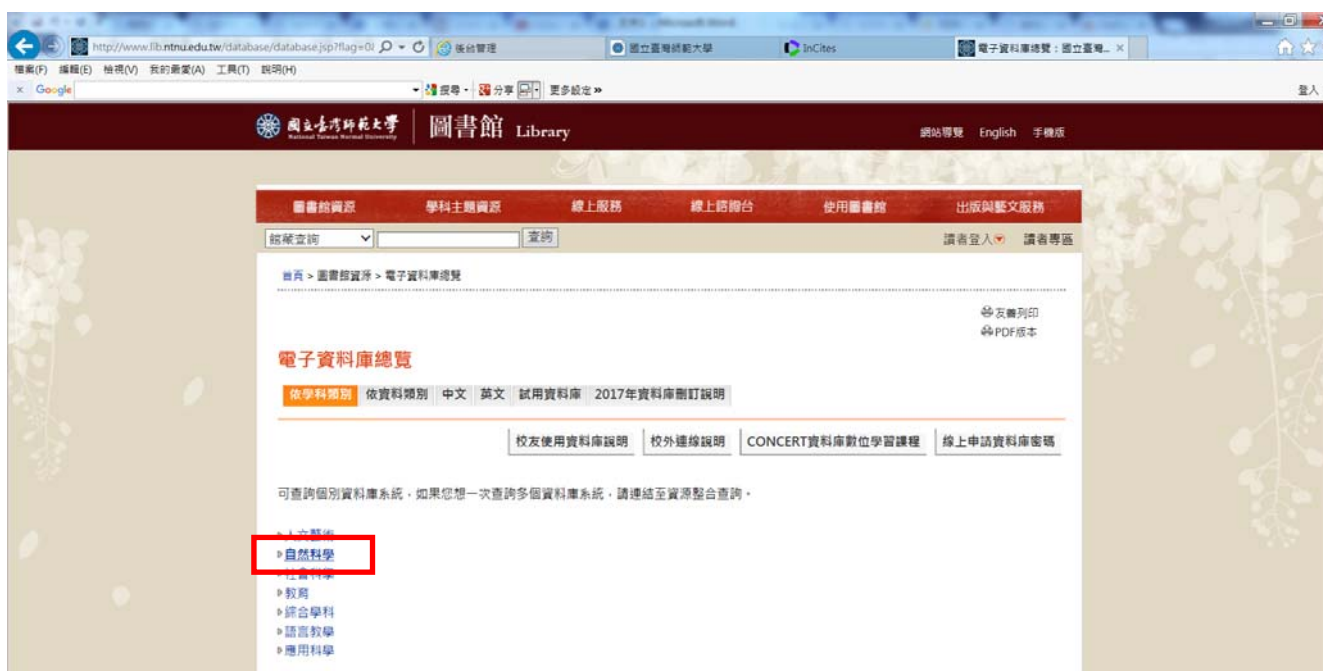 http://www.lib.ntnu.edu.tw/database/database.jsp?flag=0 後台管理 國立臺灣師範大學 InCites 電子資料庫總覽：國立臺灣...
檔案(F) 編輯(E) 檢視(V) 我的最愛(A) 工具(T) 說明(H)
x Google 搜尋 分享 更多設定 » 登入
國立臺灣師範大學 圖書館 Library
National Taiwan Normal University
網站導覽 English 手機版
圖書館資源 學科主題資源 線上服務 線上諮詢台 使用圖書館 出版與藝文服務
館藏查詢 查詢 讀者登入 讀者專區
首頁 > 圖書館資源 > 電子資料庫總覽
友善列印
PDF版本
電子資料庫總覽
依學科類別 依資料類別 中文 英文 試用資料庫 2017年資料庫刪訂說明
校友使用資料庫說明 校外連線說明 CONCERT資料庫數位學習課程 線上申請資料庫密碼
可查詢個別資料庫系統，如果您想一次查詢多個資料庫系統，請連結至資源整合查詢。
人文藝術
自然科學
社會科學
教育
綜合學科
語言教學
應用科學